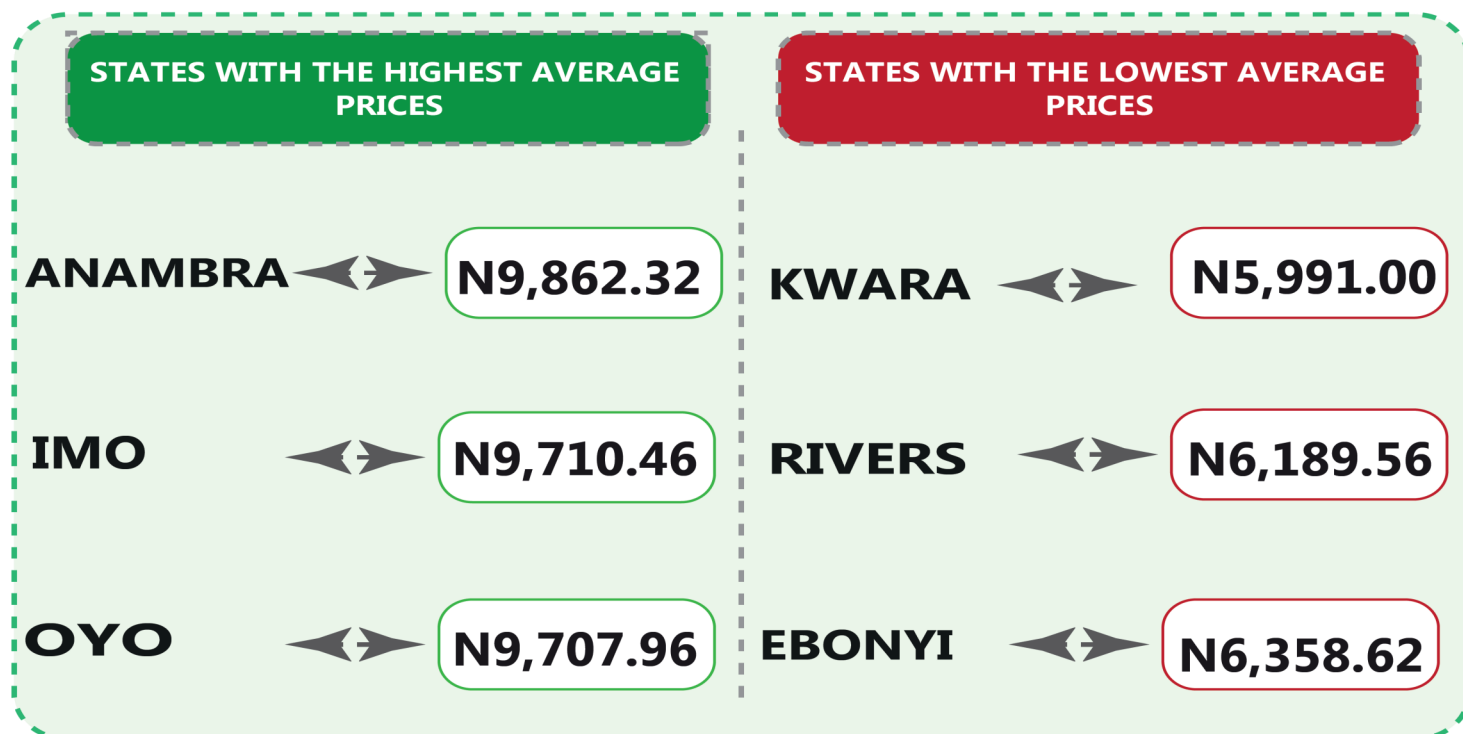 STATES WITH THE HIGHEST AVERAGE
PRICES
ANAMBRA N9,862.32
IMO N9,710.46
OYO N9,707.96
STATES WITH THE LOWEST AVERAGE
PRICES
KWARA N5,991.00
RIVERS N6,189.56
EBONYI N6,358.62